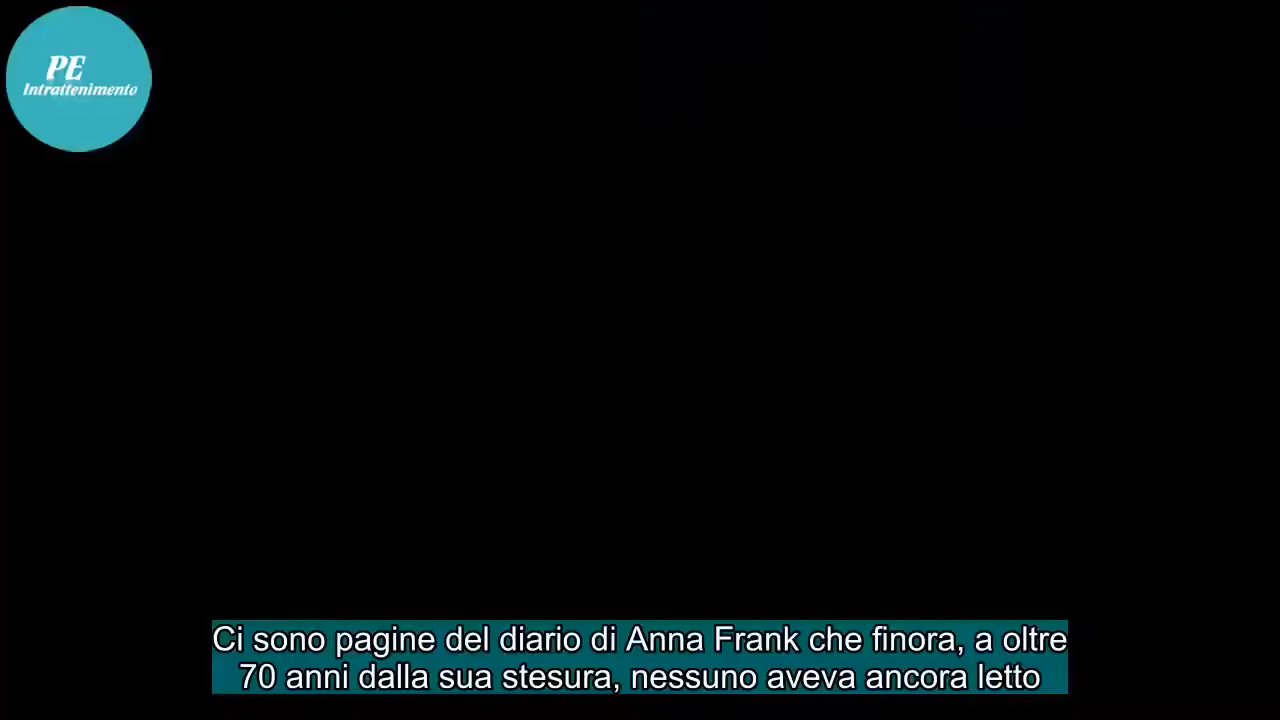 PE
Intrattenimento
Ci sono pagine del diario di Anna Frank che finora, a oltre
70 anni dalla sua stesura, nessuno aveva ancora letto